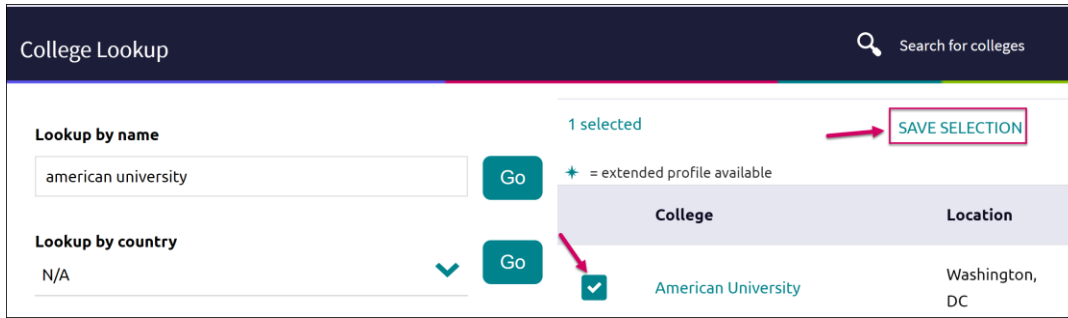 College Lookup
Search for colleges
Lookup by name
american university
Go
Lookup by country
N/A
Go
1 selected
SAVE SELECTION
= extended profile available
College
Location
American University
Washington,
DC